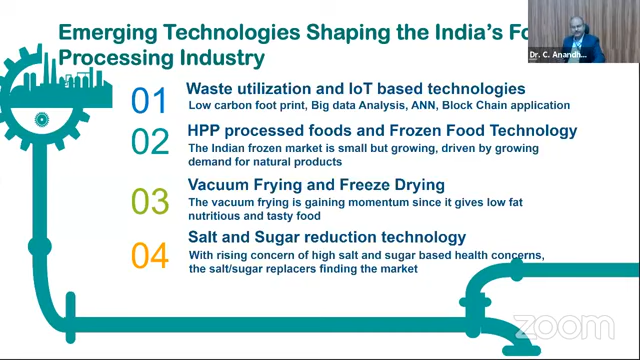 Emerging Technologies Shaping the India's Fo
Processing Industry
Dr. C. Anandh...
01
Waste utilization and IoT based technologies
Low carbon foot print, Big data Analysis, ANN, Block Chain application
02
HPP processed foods and Frozen Food Technology
The Indian frozen market is small but growing, driven by growing
demand for natural products
03
Vacuum Frying and Freeze Drying
The vacuum frying is gaining momentum since it gives low fat
nutritious and tasty food
04
Salt and Sugar reduction technology
With rising concern of high salt and sugar based health concerns,
the salt/sugar replacers finding the market
zoom